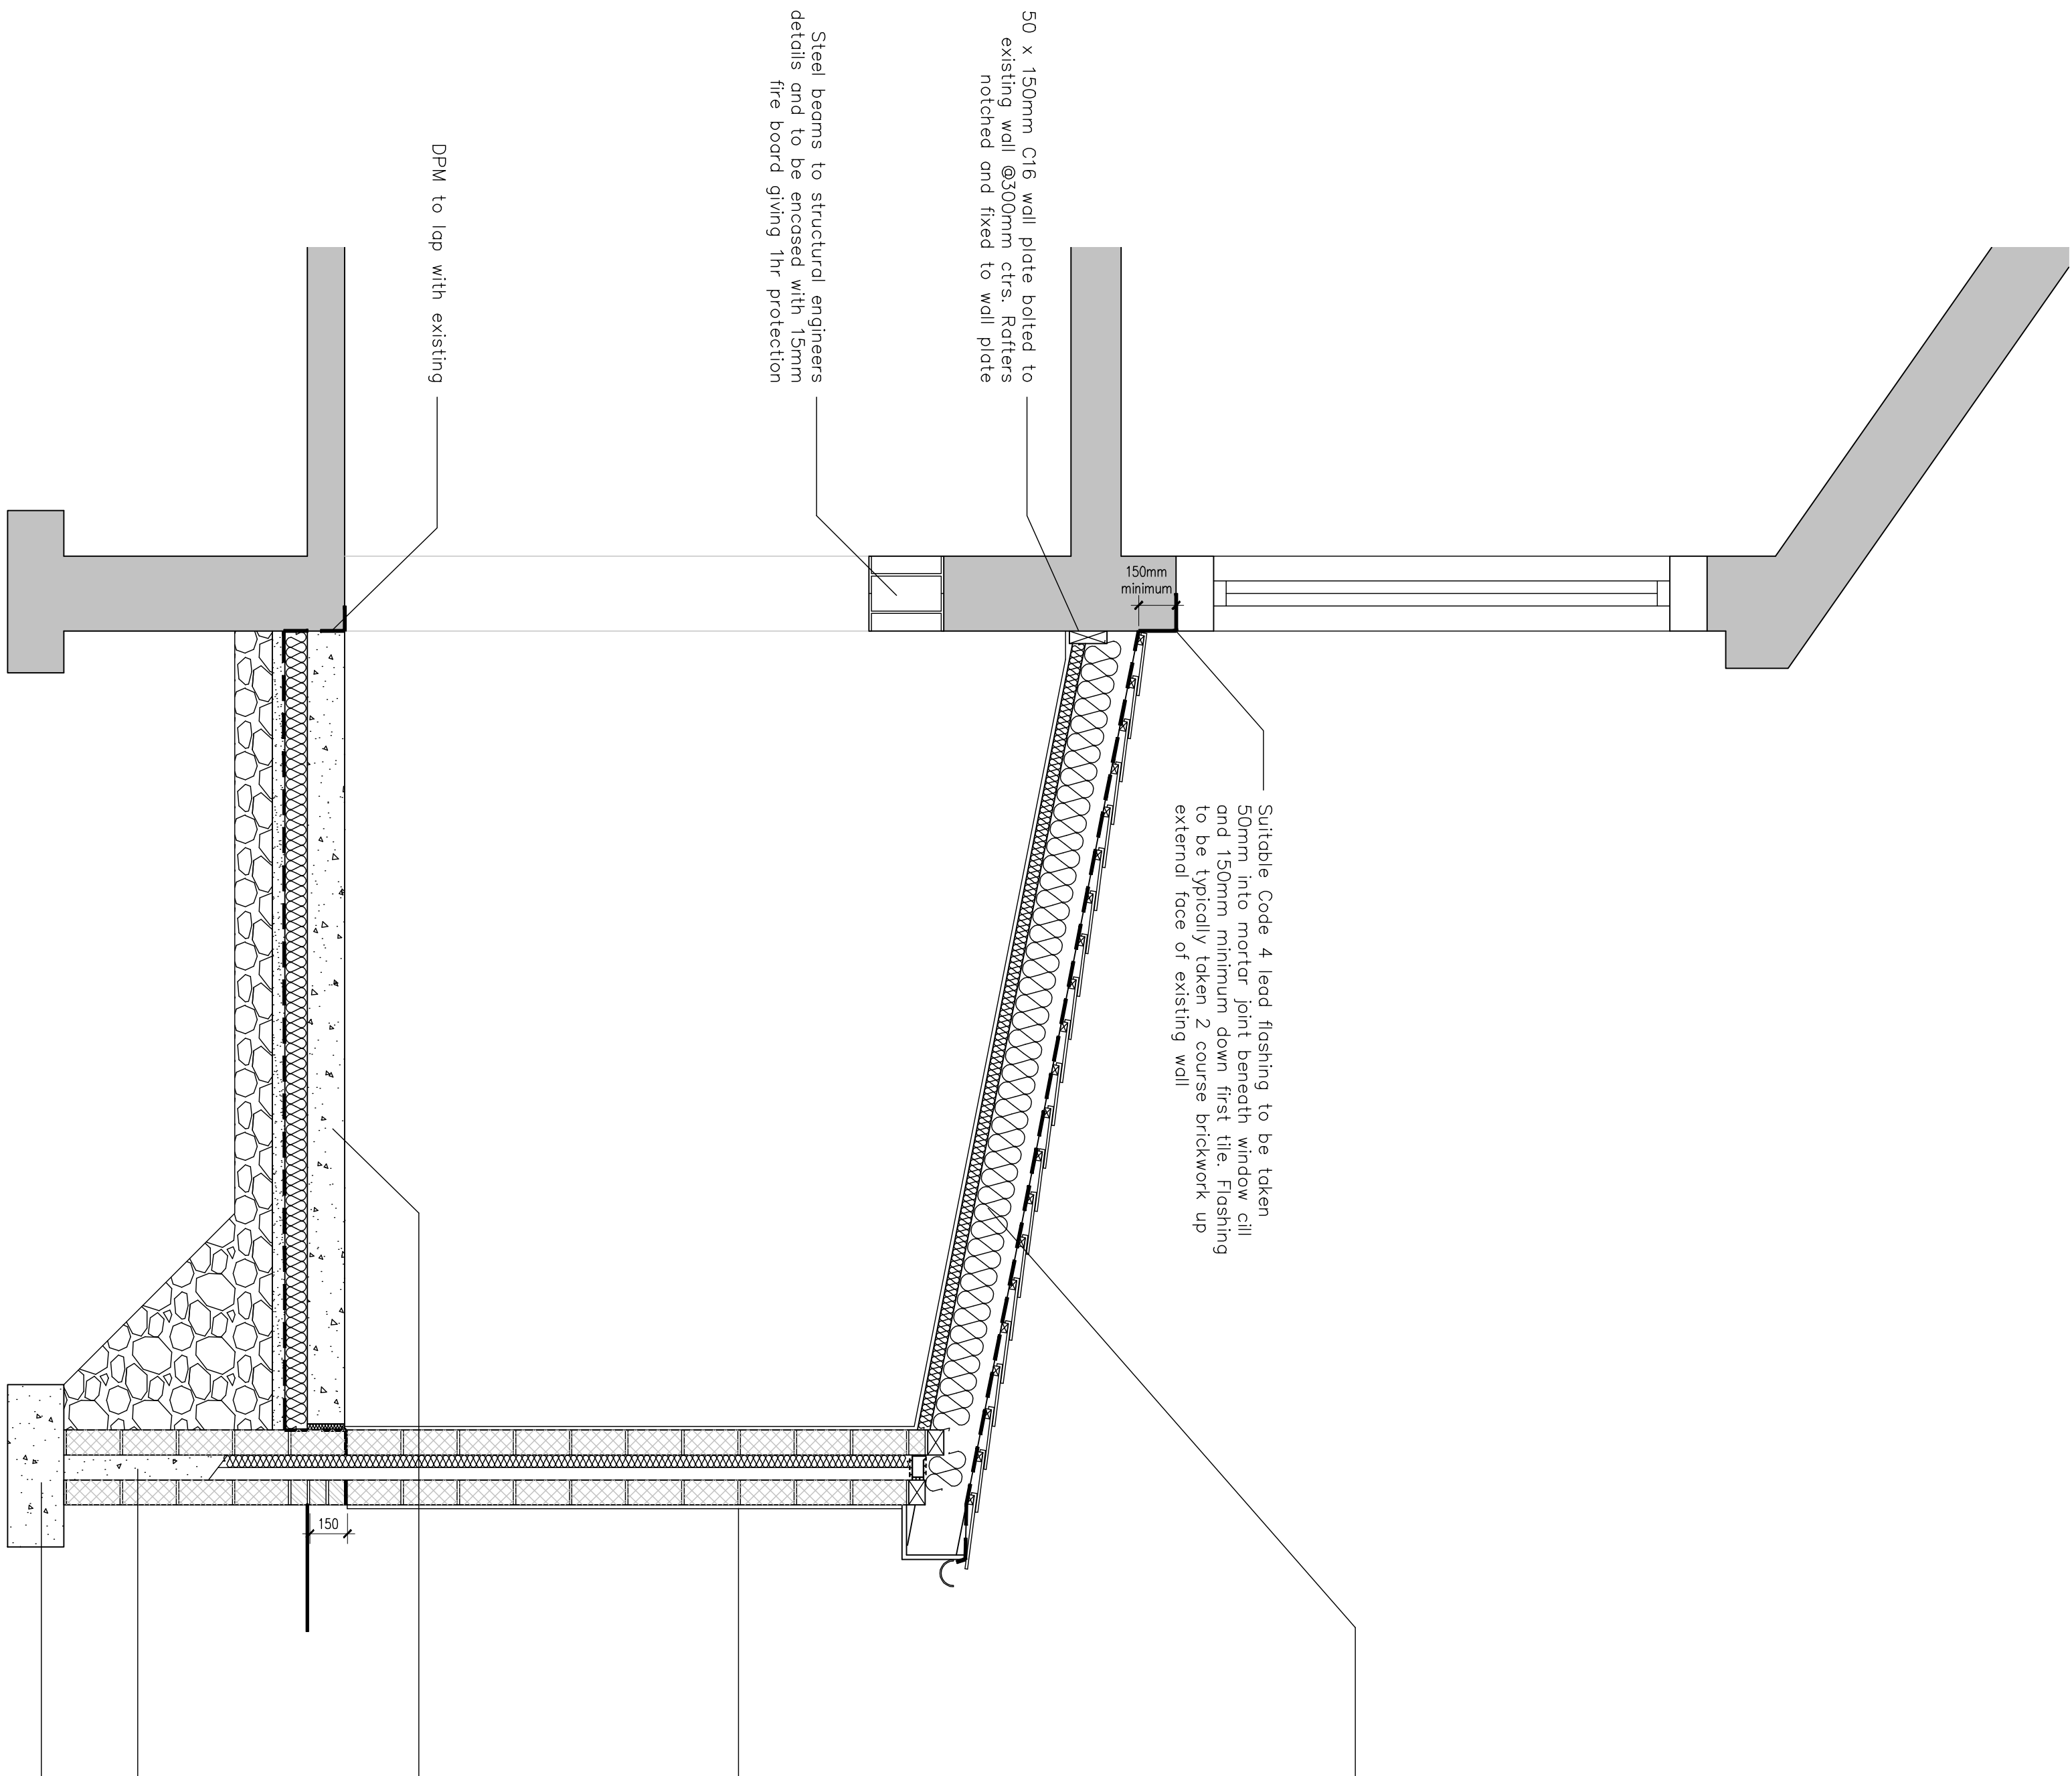 Suitable Code 4 lead flashing to be taken
50mm into mortar joint beneath window cill
and 150mm minimum down first tile. Flashing
to be typically taken 2 course brickwork up
external face of existing wall
150mm
minimum
50 x 150mm C16 wall plate bolted to
existing wall @300mm ctrs. Rafters
notched and fixed to wall plate
Steel beams to structural engineers
details and to be encased with 15mm
fire board giving 1hr protection
DPM to lap with existing
150